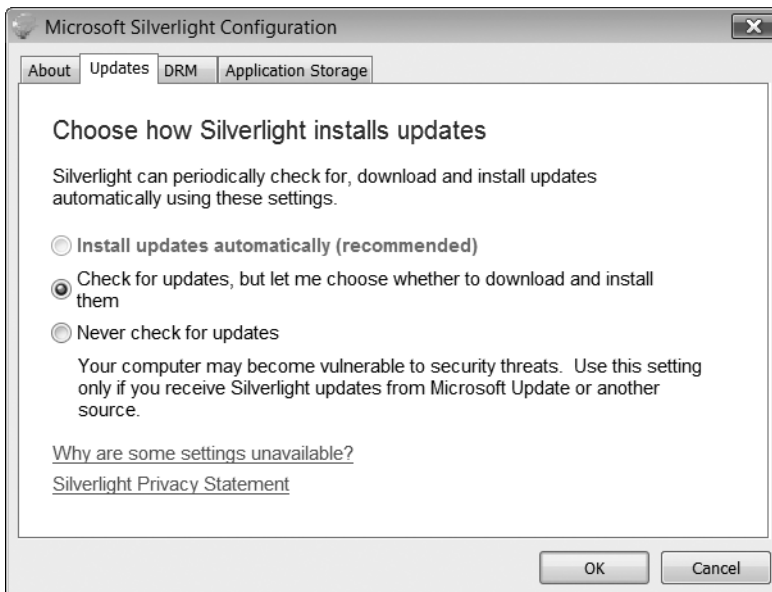 Microsoft Silverlight Configuration
About Updates DRM Application Storage
Choose how Silverlight installs updates
Silverlight can periodically check for, download and install updates
automatically using these settings.
Install updates automatically (recommended)
Check for updates, but let me choose whether to download and install
them
Never check for updates
Your computer may become vulnerable to security threats.  Use this setting
only if you receive Silverlight updates from Microsoft Update or another
source.
Why are some settings unavailable?
Silverlight Privacy Statement
OK Cancel